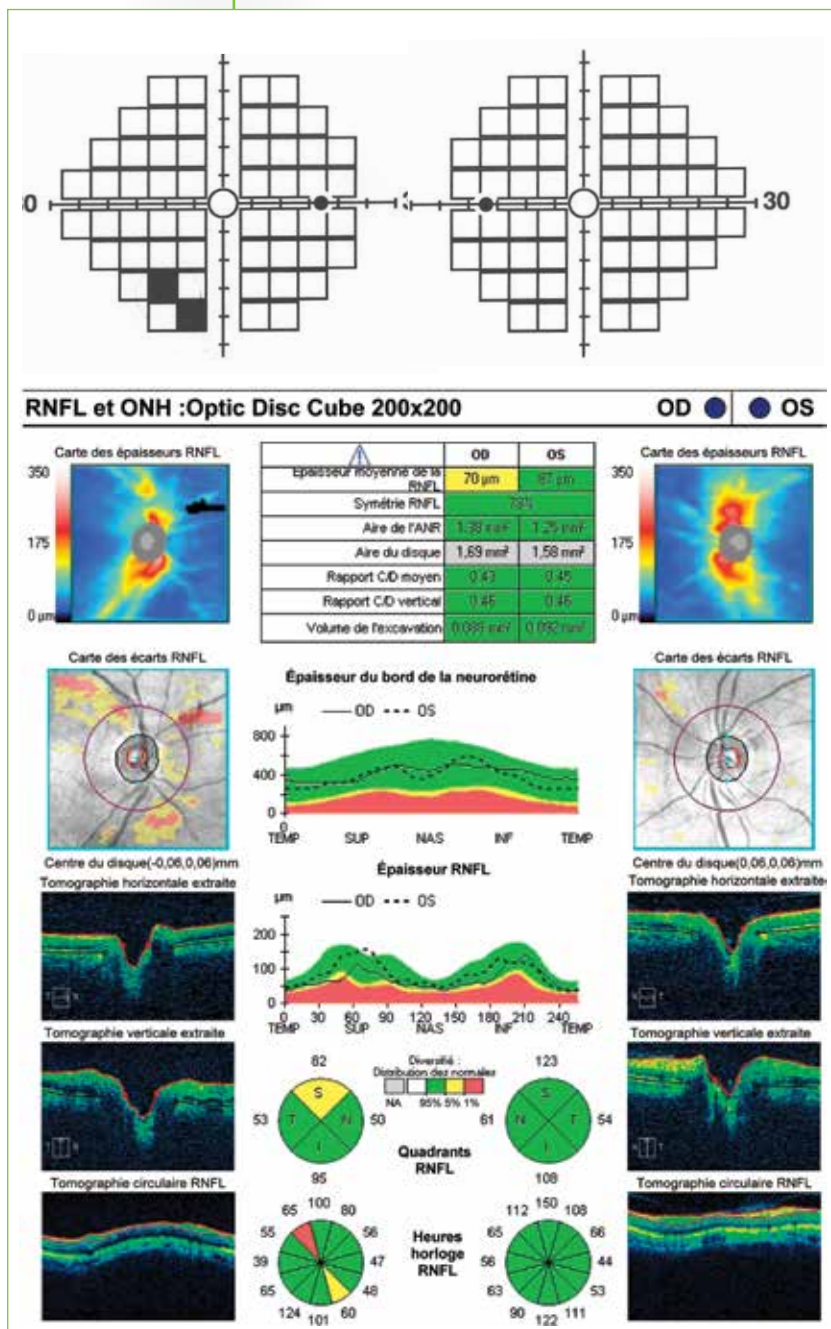 30
RNFL et ONH :Optic Disc Cube 200x200 OD OS
Carte des épaisseurs RNFL
350
175
0 µm
OD OS
Epaisseur moyenne de la RNFL 70 µm 87 µm
Symétrie RNFL 79%
Aire de l'ANR 1,38 mm² 1,25 mm²
Aire du disque 1,69 mm² 1,58 mm²
Rapport C/D moyen 0,43 0,45
Rapport C/D vertical 0,46 0,46
Volume de l'excavation 0,088 mm³ 0,092 mm³
Carte des épaisseurs RNFL
350
175
0 µm
Carte des écarts RNFL
Centre du disque(-0,06,0,06)mm
Épaisseur du bord de la neurorétine
µm OD OS
800
400
0
0
TEMP SUP NAS INF TEMP
Carte des écarts RNFL
Centre du disque(0,06,0,06)mm
Tomographie horizontale extraite
Épaisseur RNFL
µm OD OS
200
100
0
0 30 60 90 120 150 180 210 240
TEMP SUP NAS INF TEMP
Tomographie horizontale extraite
Tomographie verticale extraite
82
S
53 T N 50
I
95
Diversifié :
Distribution des normales
NA 95% 5% 1%
Quadrants
RNFL
123
S
61 N T 54
I
108
Tomographie verticale extraite
Tomographie circulaire RNFL
100
65 80
55 56
39 47
65 48
124 60
101
Heures
horloge
RNFL
150
112 108
65 66
56 44
63 53
90 111
122
Tomographie circulaire RNFL